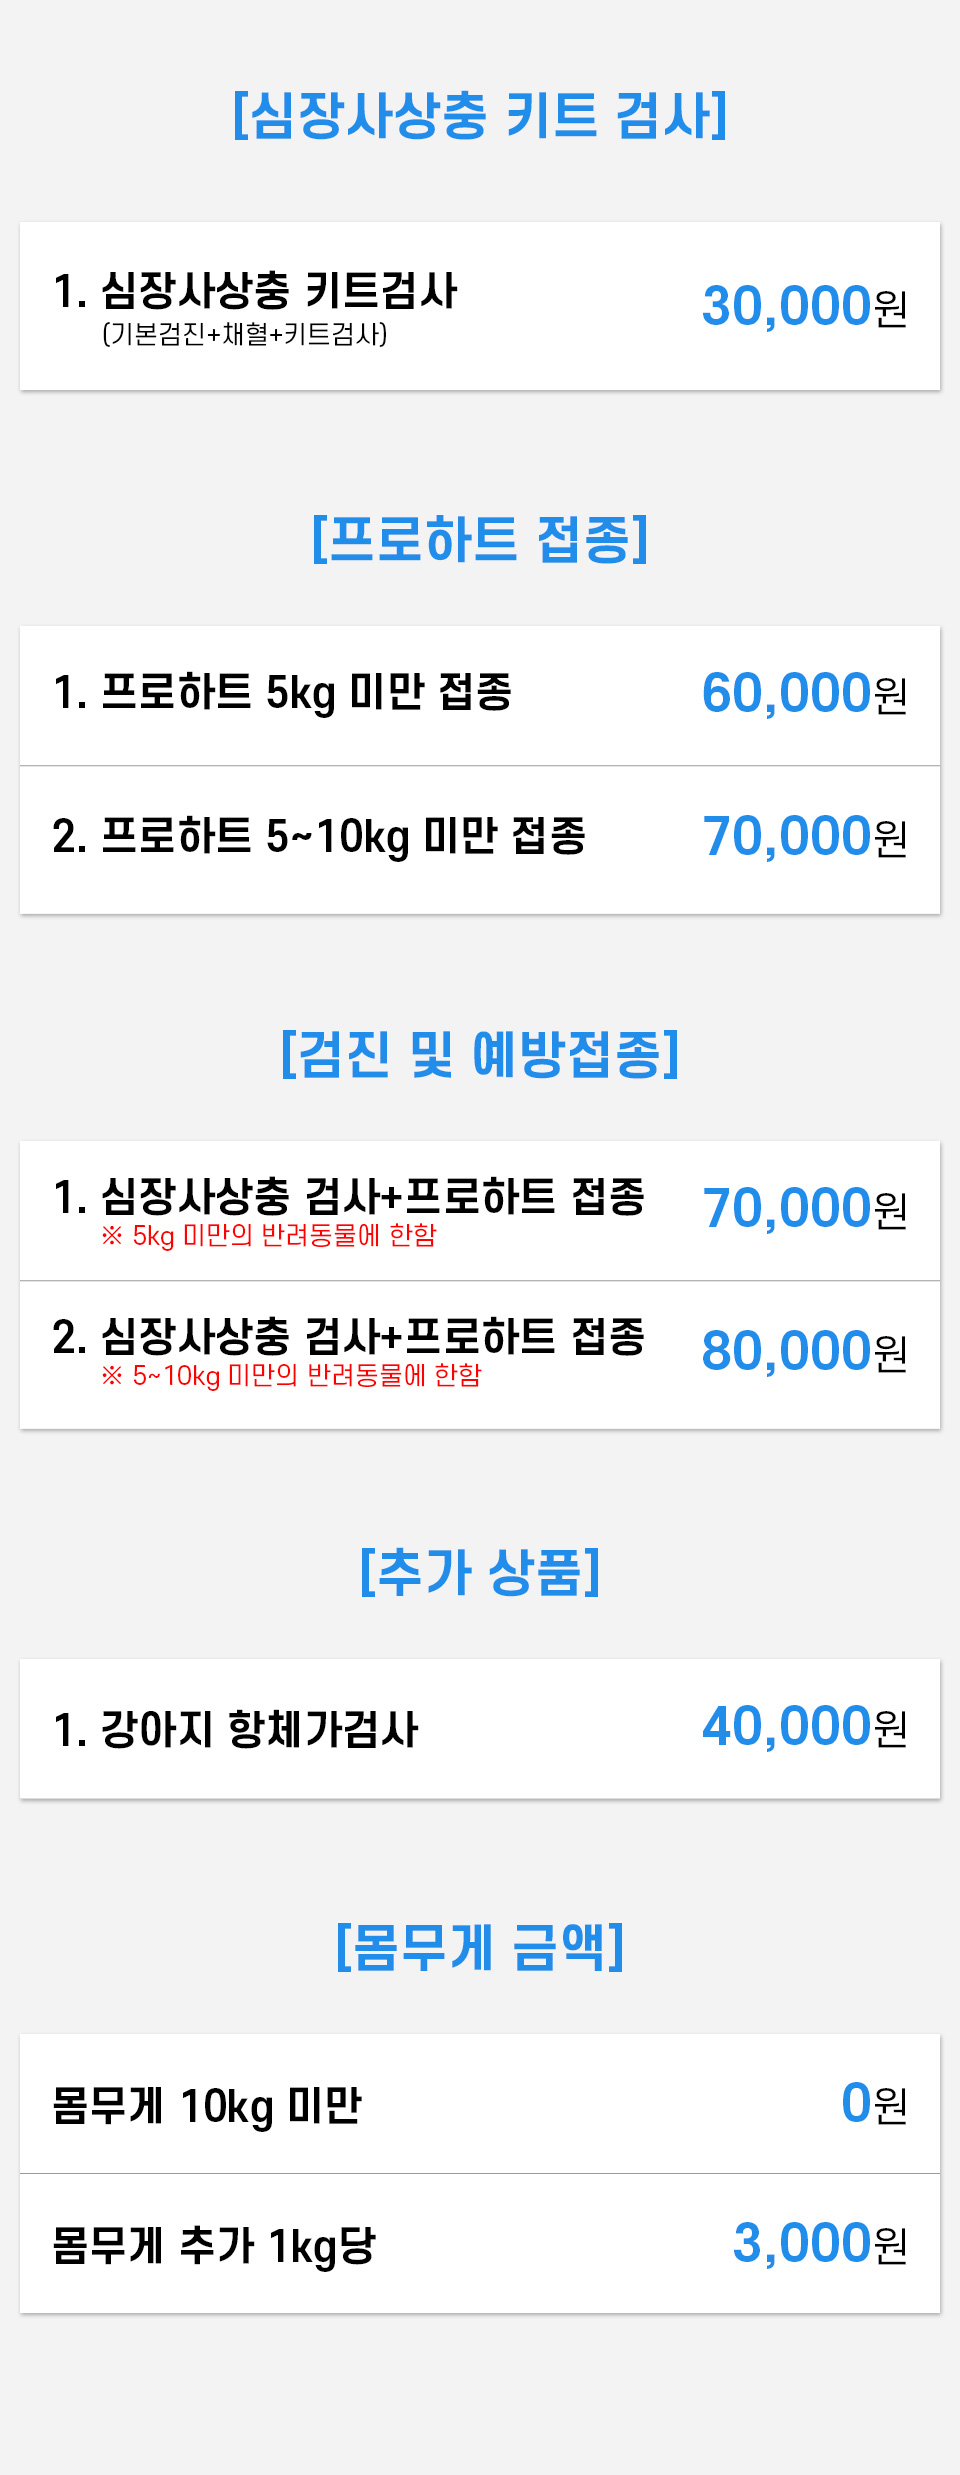 [심장사상충 키트 검사]
1. 심장사상충 키트검사
(기본검진+채혈+키트검사)
30,000원
[프로하트 접종]
1. 프로하트 5kg 미만 접종 60,000원
2. 프로하트 5~10kg 미만 접종 70,000원
[검진 및 예방접종]
1. 심장사상충 검사+프로하트 접종 70,000원
※ 5kg 미만의 반려동물에 한함
2. 심장사상충 검사+프로하트 접종 80,000원
※ 5~10kg 미만의 반려동물에 한함
[추가 상품]
1. 강아지 항체가검사 40,000원
[몸무게 금액]
몸무게 10kg 미만 0원
몸무게 추가 1kg당 3,000원